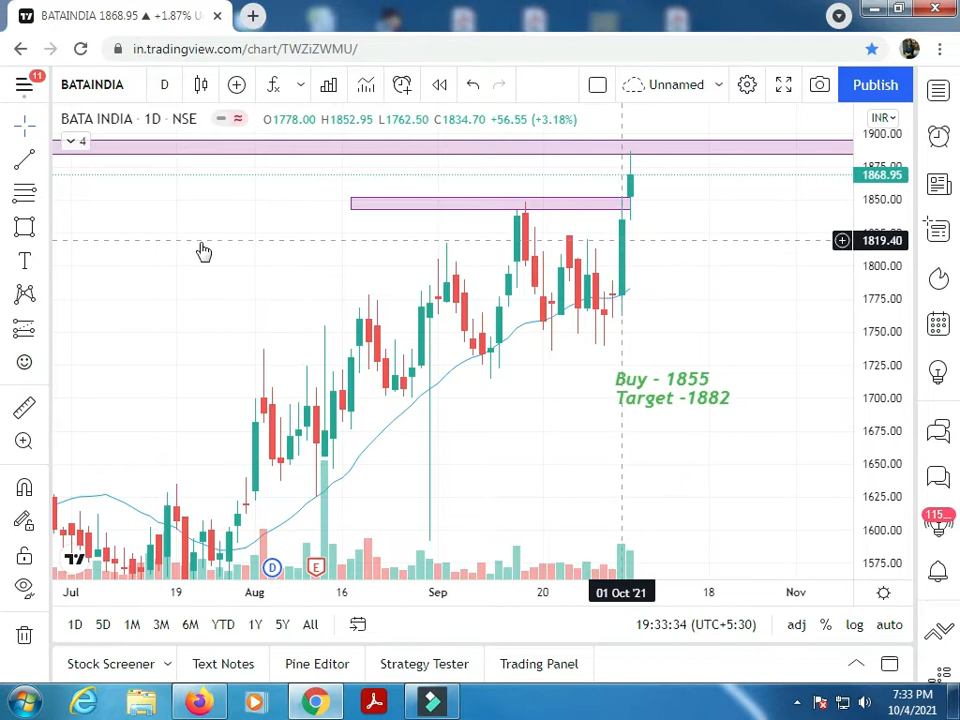 BATAINDIA 1868.95 ▲ +1.87% U
in.tradingview.com/chart/TWZiZWMU/
11
BATAINDIA D Unnamed Publish
BATA INDIA · 1D · NSE O1778.00 H1852.95 L1762.50 C1834.70 +56.55 (+3.18%) INR
4
1900.00
1875.00
1868.95
1850.00
1819.40
1800.00
1775.00
1750.00
1725.00
Buy - 1855
Target -1882
1700.00
1675.00
1650.00
1625.00
1600.00
1575.00
115...
D E
Jul 19 Aug 16 Sep 20 01 Oct '21 18 Nov
1D 5D 1M 3M 6M YTD 1Y 5Y All 19:33:34 (UTC+5:30) adj % log auto
Stock Screener Text Notes Pine Editor Strategy Tester Trading Panel
7:33 PM
10/4/2021